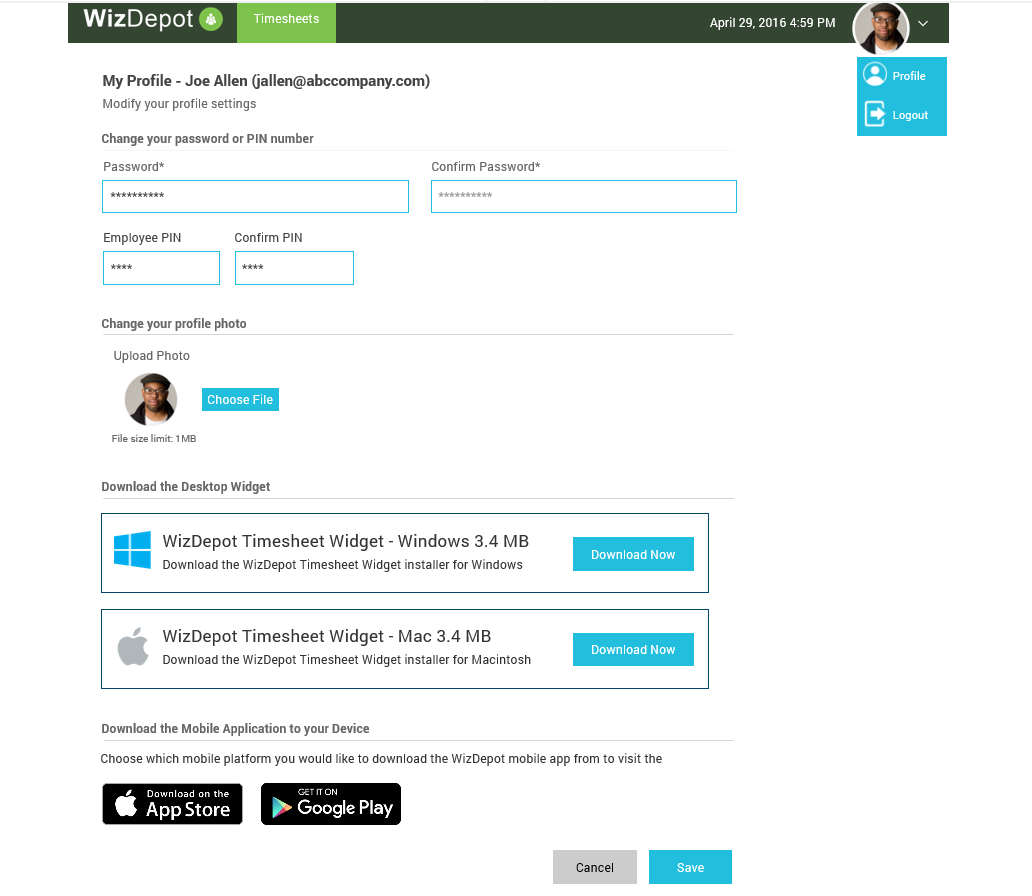 WizDepot
Timesheets
April 29, 2016 4:59 PM
Profile
Logout
My Profile - Joe Allen (jallen@abccompany.com)
Modify your profile settings
Change your password or PIN number
Password* Confirm Password*
********** **********
Employee PIN Confirm PIN
**** ****
Change your profile photo
Upload Photo
Choose File
File size limit: 1MB
Download the Desktop Widget
WizDepot Timesheet Widget - Windows 3.4 MB
Download the WizDepot Timesheet Widget installer for Windows
Download Now
WizDepot Timesheet Widget - Mac 3.4 MB
Download the WizDepot Timesheet Widget installer for Macintosh
Download Now
Download the Mobile Application to your Device
Choose which mobile platform you would like to download the WizDepot mobile app from to visit the
Download on the
App Store
GET IT ON
Google Play
Cancel Save